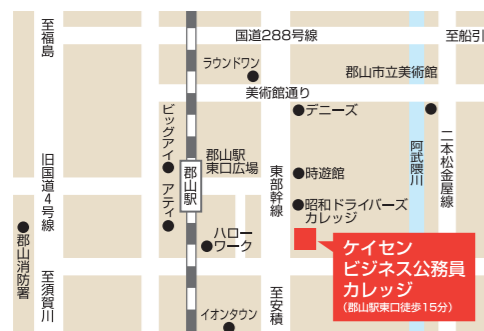 至福島
国道288号線
至船引
ラウンドワン
郡山市立美術館
美術館通り
ビッグアイ
デニーズ
郡山駅
東口広場
阿武隈川
二本松金屋線
旧国道4号線
アティ
郡山駅
東部幹線
時遊館
昭和ドライバーズ
カレッジ
郡山消防署
ハロー
ワーク
ケイセン
ビジネス公務員
カレッジ
(郡山駅東口徒歩15分)
至須賀川
至安積
イオンタウン